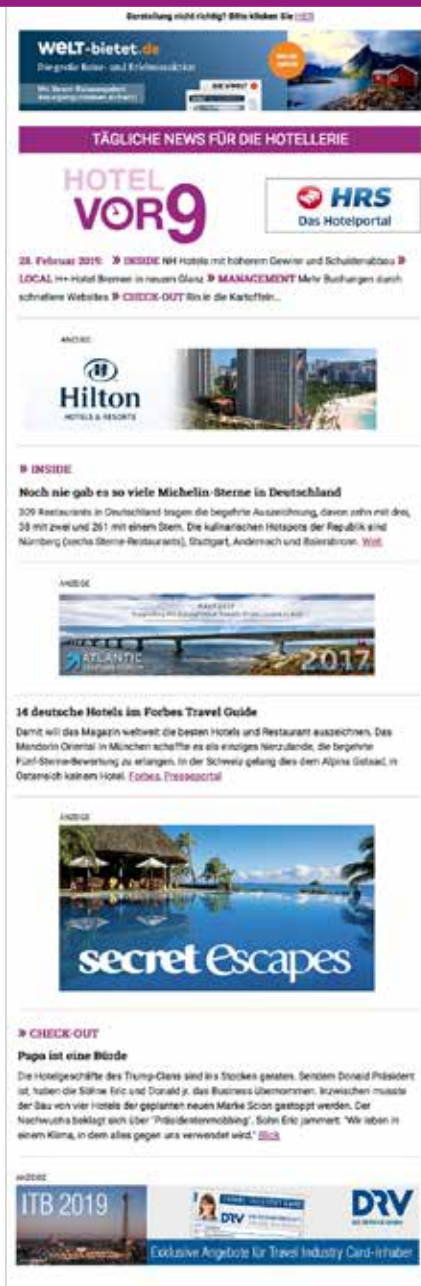 Darstellung nicht richtig? Bitte klicken Sie HIER
WELT-bietet.de
Die große Reise- und Erlebnisauktion
DIE WELT
TÄGLICHE NEWS FÜR DIE HOTELLERIE
HOTEL
VOR9
HRS
Das Hotelportal
28. Februar 2019: » INSIDE NH Hotels mit höherem Gewinn und Schuldenabbau »
LOCAL H+ Hotel Bremen in neuem Glanz » MANAGEMENT Mehr Buchungen durch
schnellere Websites » CHECK-OUT Rin in die Kartoffeln...
ANZEIGE
Hilton
HOTELS & RESORTS
» INSIDE
Noch nie gab es so viele Michelin-Sterne in Deutschland
309 Restaurants in Deutschland tragen die begehrte Auszeichnung, davon zehn mit drei,
38 mit zwei und 261 mit einem Stern. Die kulinarischen Hotspots der Republik sind
Nürnberg (sechs Sterne-Restaurants), Stuttgart, Andernach und Baiersbronn. Welt
ANZEIGE
ATLANTIC
2017
14 deutsche Hotels im Forbes Travel Guide
Damit will das Magazin weltweit die besten Hotels und Restaurant auszeichnen. Das
Mandarin Oriental in München schaffte es als einziges hierzulande, die begehrte
Fünf-Sterne-Bewertung zu erlangen. In der Schweiz gelang dies dem Alpina Gstaad, in
Österreich keinem Hotel. Forbes, Presseportal
ANZEIGE
secret escapes
» CHECK-OUT
Papa ist eine Bürde
Die Hotelgeschäfte des Trump-Clans sind ins Stocken geraten. Seitdem Donald Präsident
ist, haben die Söhne Eric und Donald jr. das Business übernommen. Inzwischen musste
der Bau von vier Hotels der geplanten neuen Marke Scion gestoppt werden. Der
Nachwuchs beklagt sich über "Präsidentenmobbing". Sohn Eric jammert: "Wir leben in
einem Klima, in dem alles gegen uns verwendet wird." Blick
ANZEIGE
ITB 2019
DRV
DRV
Exklusive Angebote für Travel Industry Card-Inhaber